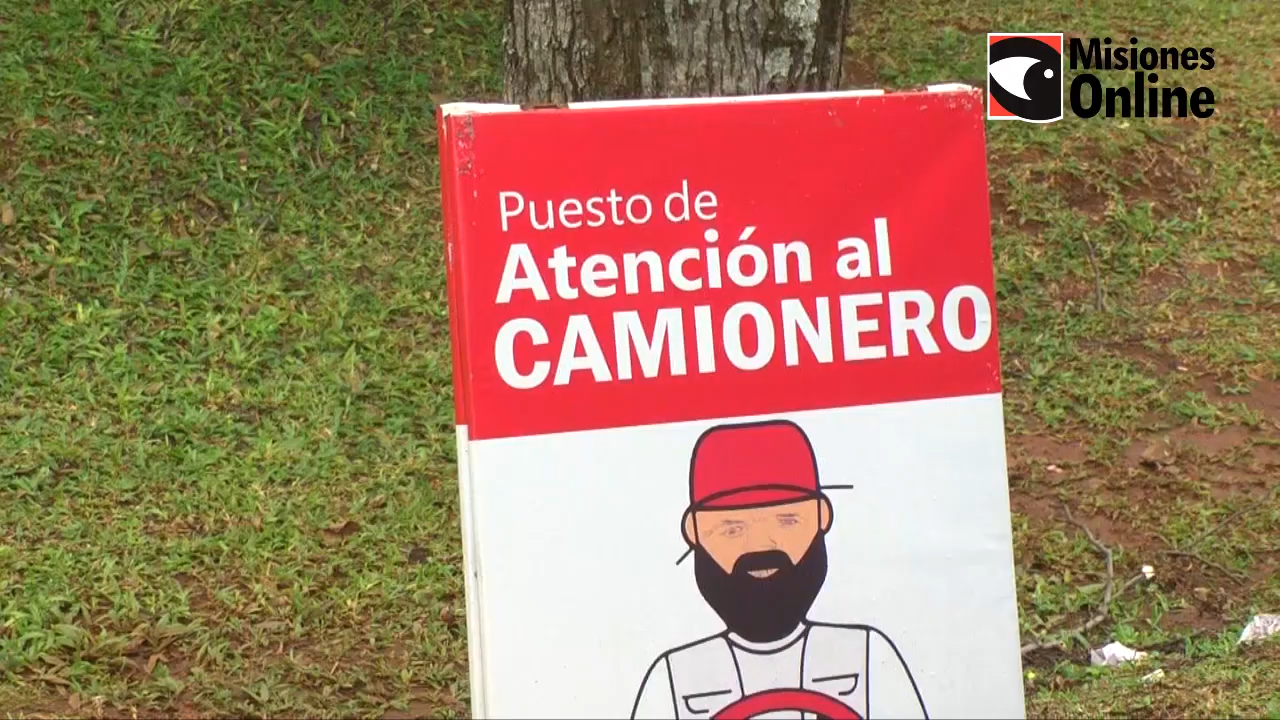 Misiones
Online
Puesto de
Atención al
CAMIONERO